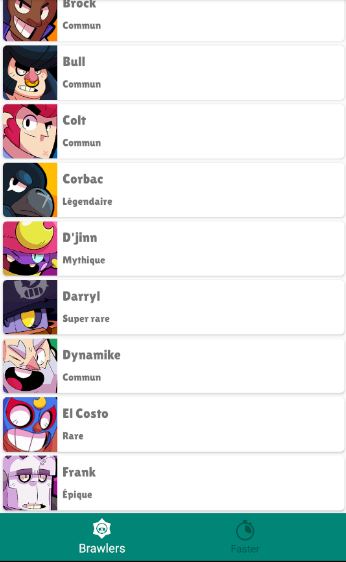 Brock
Commun
Bull
Commun
Colt
Commun
Corbac
Légendaire
D'jinn
Mythique
Darryl
Super rare
Dynamike
Commun
El Costo
Rare
Frank
Épique
Brawlers
Faster